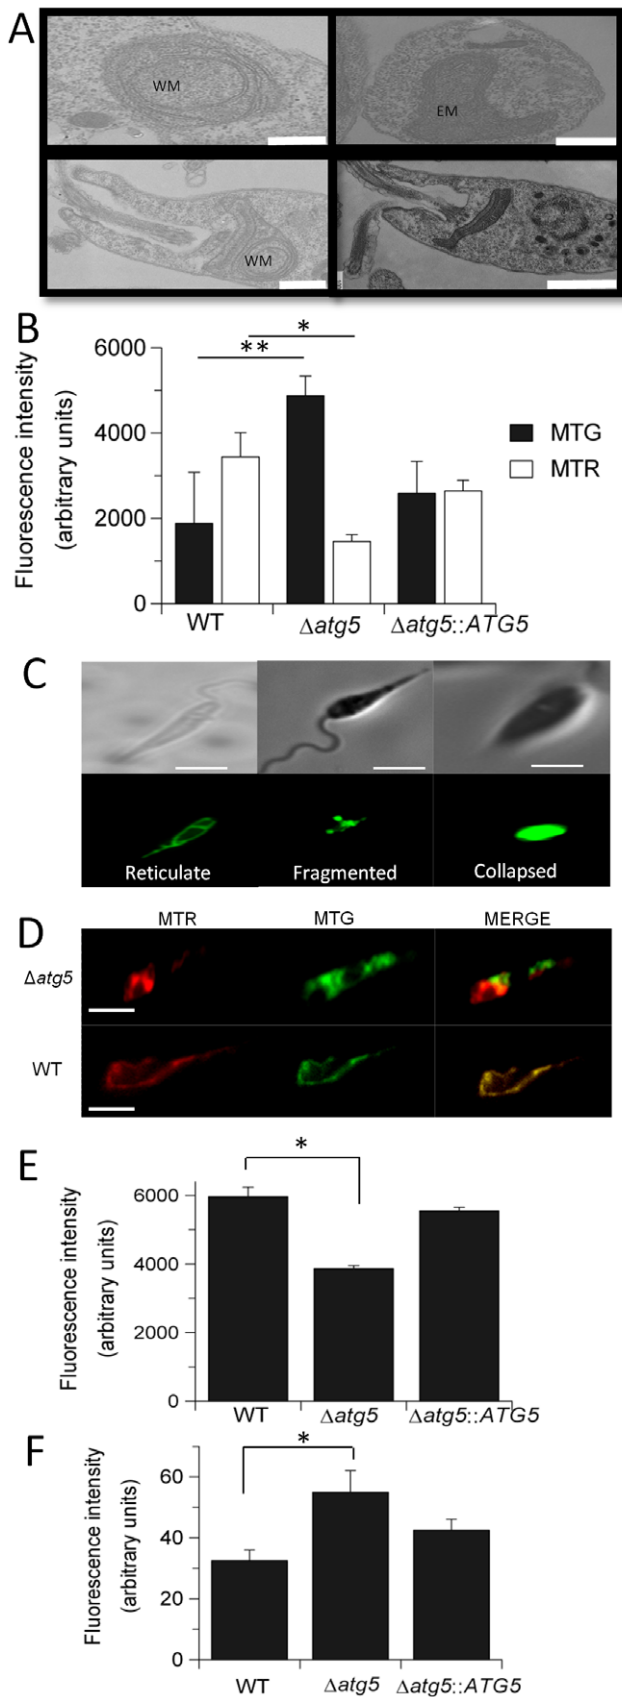 A
WM
EM
WM
B
Fluorescence intensity
(arbitrary units)
6000
4000
2000
0
*
**
MTG
MTR
WT
Δatg5
Δatg5::ATG5
C
Reticulate
Fragmented
Collapsed
D
MTR
MTG
MERGE
Δatg5
WT
E
Fluorescence intensity
(arbitrary units)
6000
4000
2000
0
*
WT
Δatg5
Δatg5::ATG5
F
Fluorescence intensity
(arbitrary units)
60
40
20
0
*
WT
Δatg5
Δatg5::ATG5